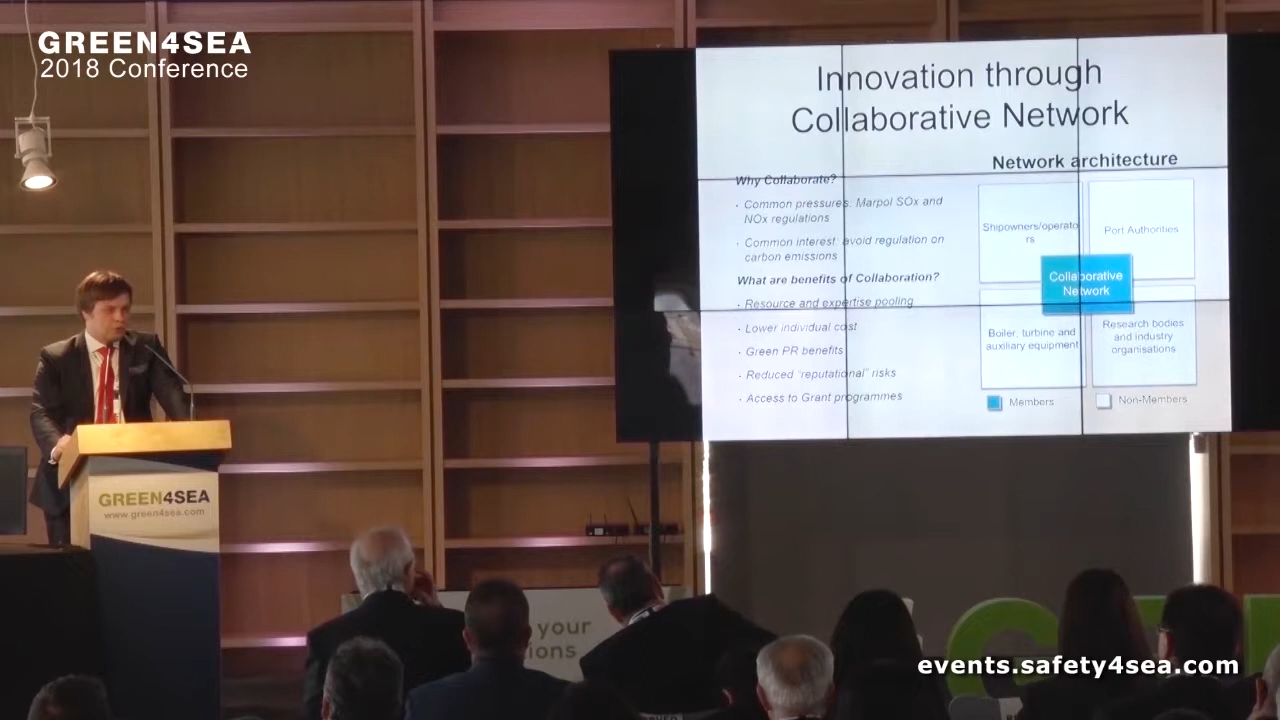 GREEN4SEA
2018 Conference
Innovation through
Collaborative Network
Network architecture
Why Collaborate?
· Common pressures: Marpol SOx and
NOx regulations
· Common interest: avoid regulation on
carbon emissions
What are benefits of Collaboration?
· Resource and expertise pooling
· Lower individual cost
· Green PR benefits
· Reduced "reputational" risks
· Access to Grant programmes
Shipowners/operato
rs
Port Authorities
Collaborative
Network
Boiler, turbine and
auxiliary equipment
Research bodies
and industry
organisations
Members
Non-Members
GREEN4SEA
www.green4sea.com
your
ions
events.safety4sea.com